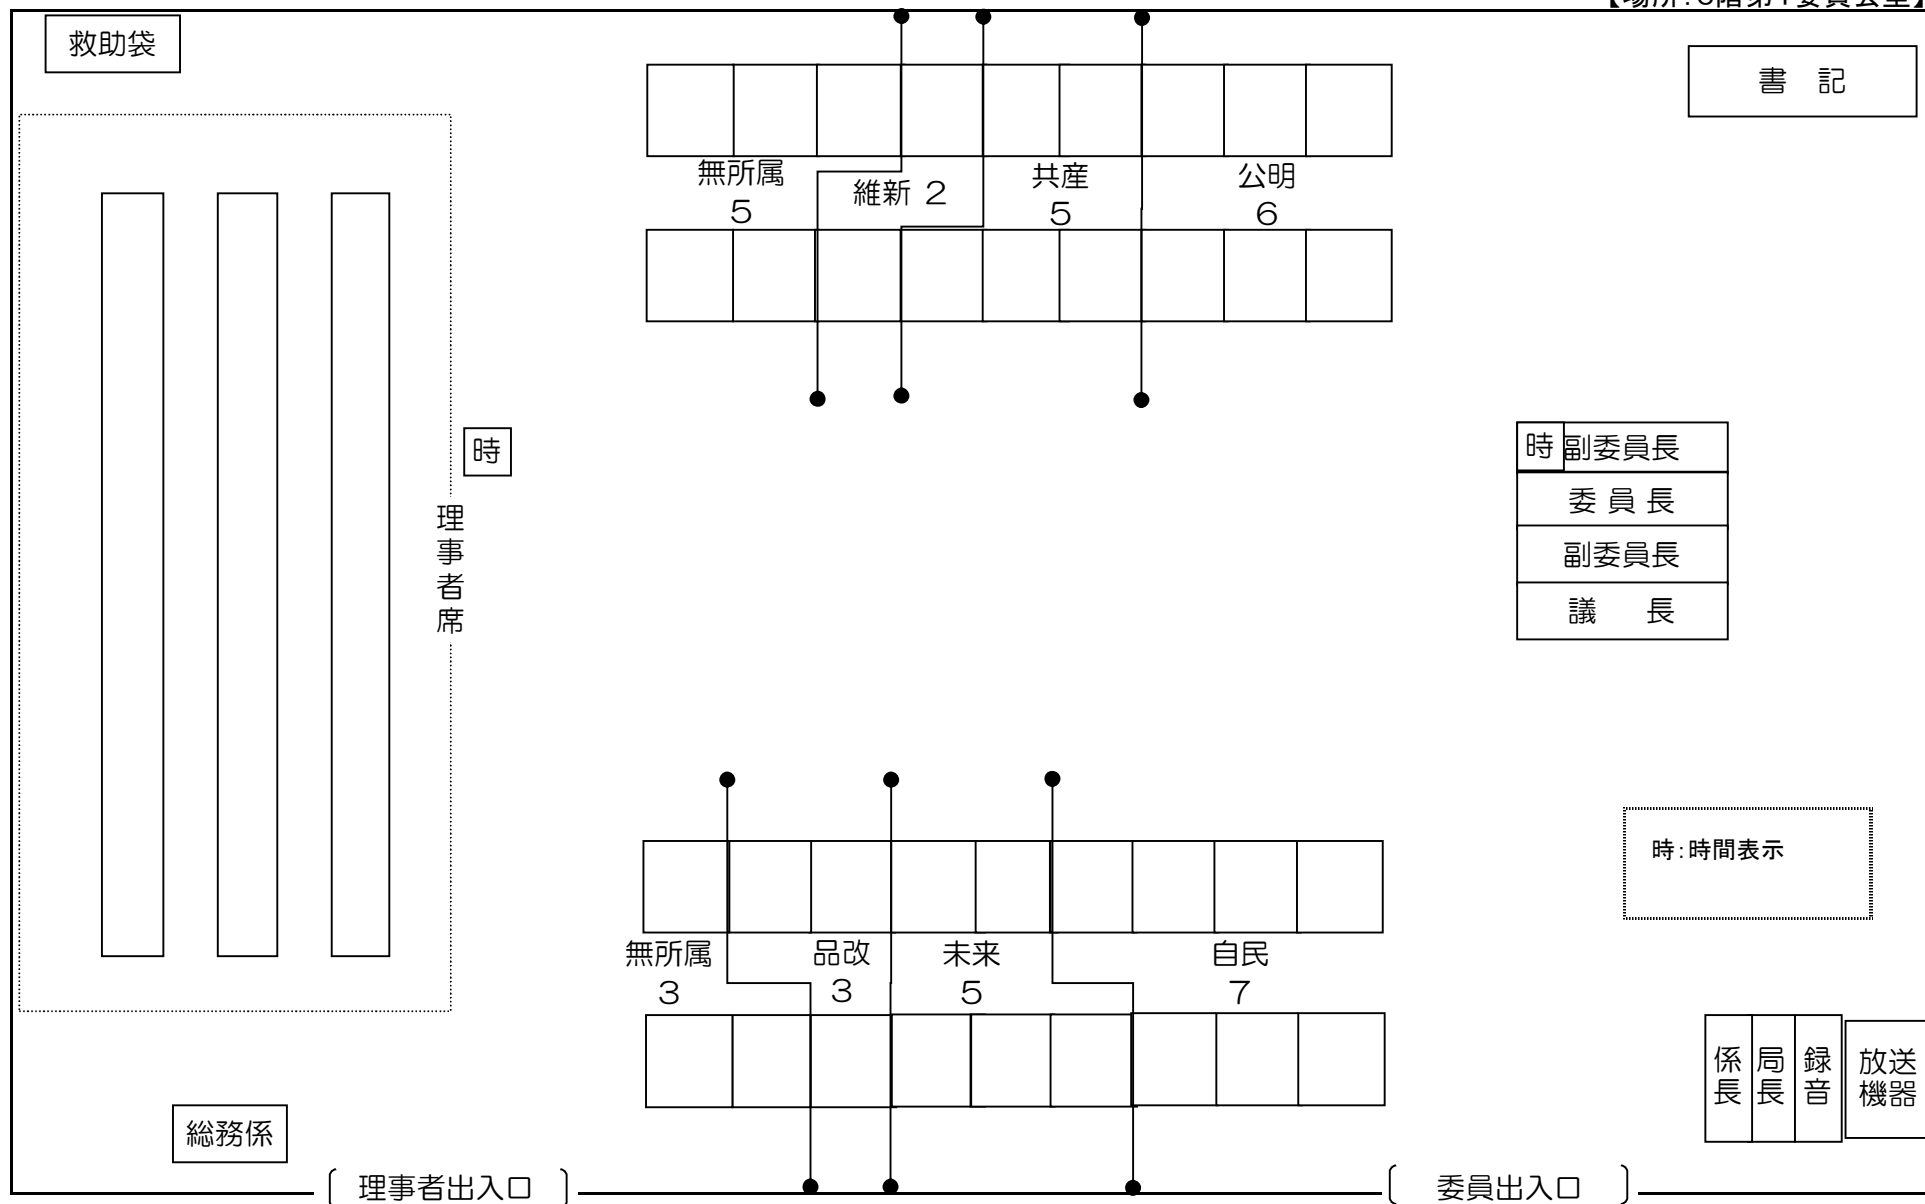 救助袋
書 記
無所属
5
維新 2
共産
5
公明
6
時
理事者席
時
副委員長
委員長
副委員長
議 長
時:時間表示
無所属
3
品改
3
未来
5
自民
7
係長
局長
録音
放送
機器
総務係
理事者出入口
委員出入口